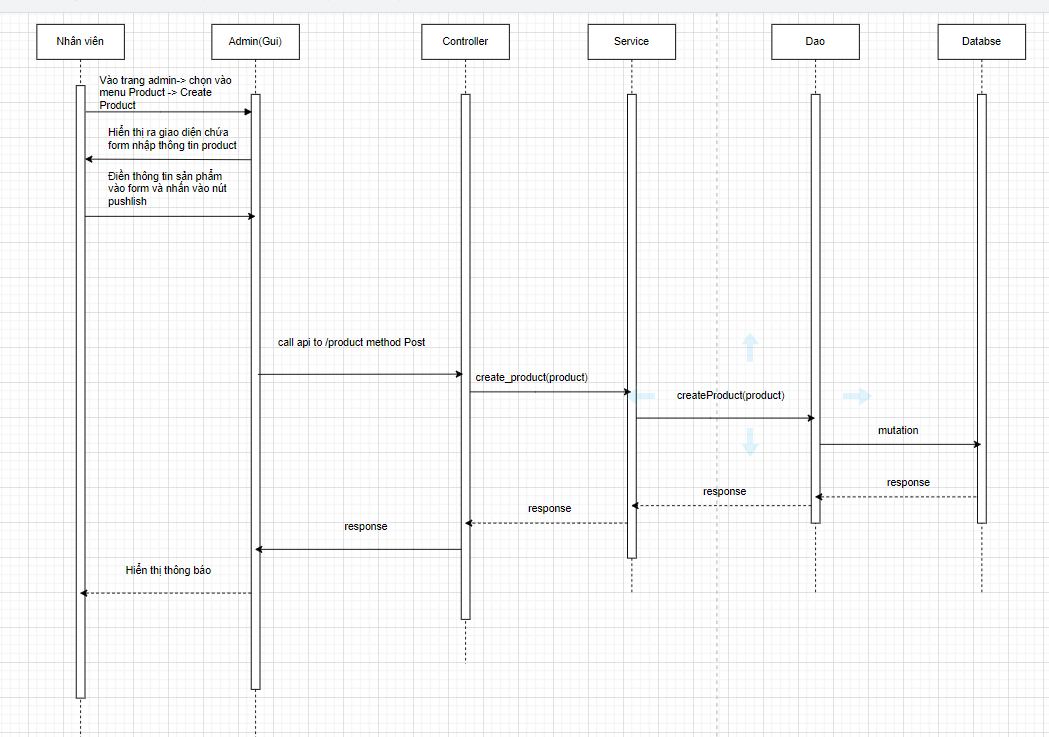 Nhân viên
Admin(Gui)
Controller
Service
Dao
Databse
Vào trang admin-> chọn vào
menu Product -> Create
Product
Hiển thị ra giao diện chứa
form nhập thông tin product
Điền thông tin sản phẩm
vào form và nhấn vào nút
pushlish
call api to /product method Post
create_product(product)
createProduct(product)
mutation
response
response
response
response
Hiển thị thông báo